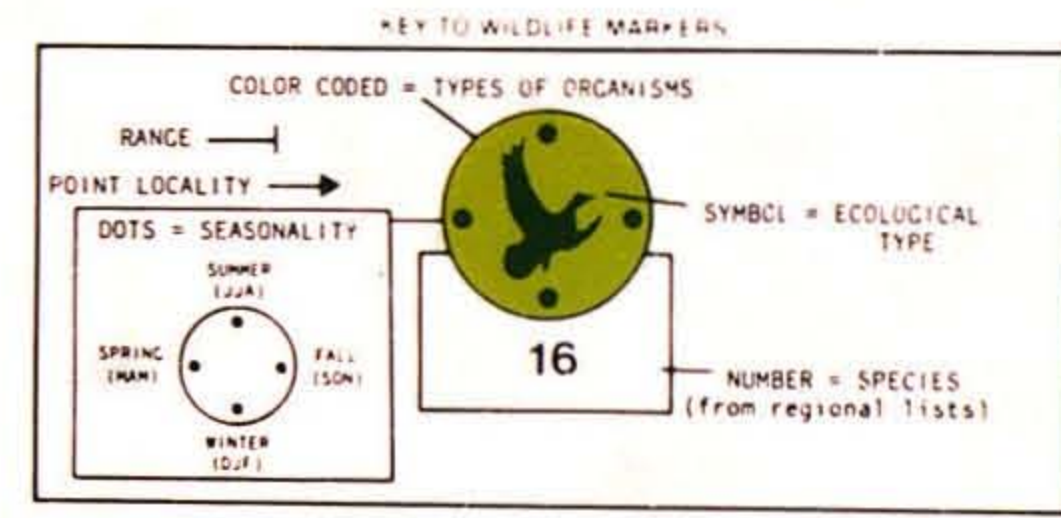 KEY TO WILDLIFE MARKERS
COLOR CODED = TYPES OF ORGANISMS
RANGE
POINT LOCALITY
DOTS = SEASONALITY
SUMMER
(JJA)
SPRING
(MAM)
FALL
(SON)
WINTER
(DJF)
SYMBOL = ECOLOGICAL
TYPE
16
NUMBER = SPECIES
(from regional lists)